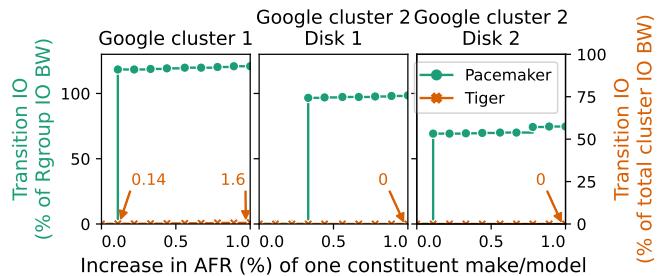 Google cluster 1
Google cluster 2
Disk 1
Google cluster 2
Disk 2
Transition IO
(% of Rgroup IO BW)
100
50
0
0.14
1.6
0
0
Pacemaker
Tiger
100
75
50
25
0
Transition IO
(% of total cluster IO BW)
0.0 0.5 1.0
0.0 0.5 1.0
0.0 0.5 1.0
Increase in AFR (%) of one constituent make/model